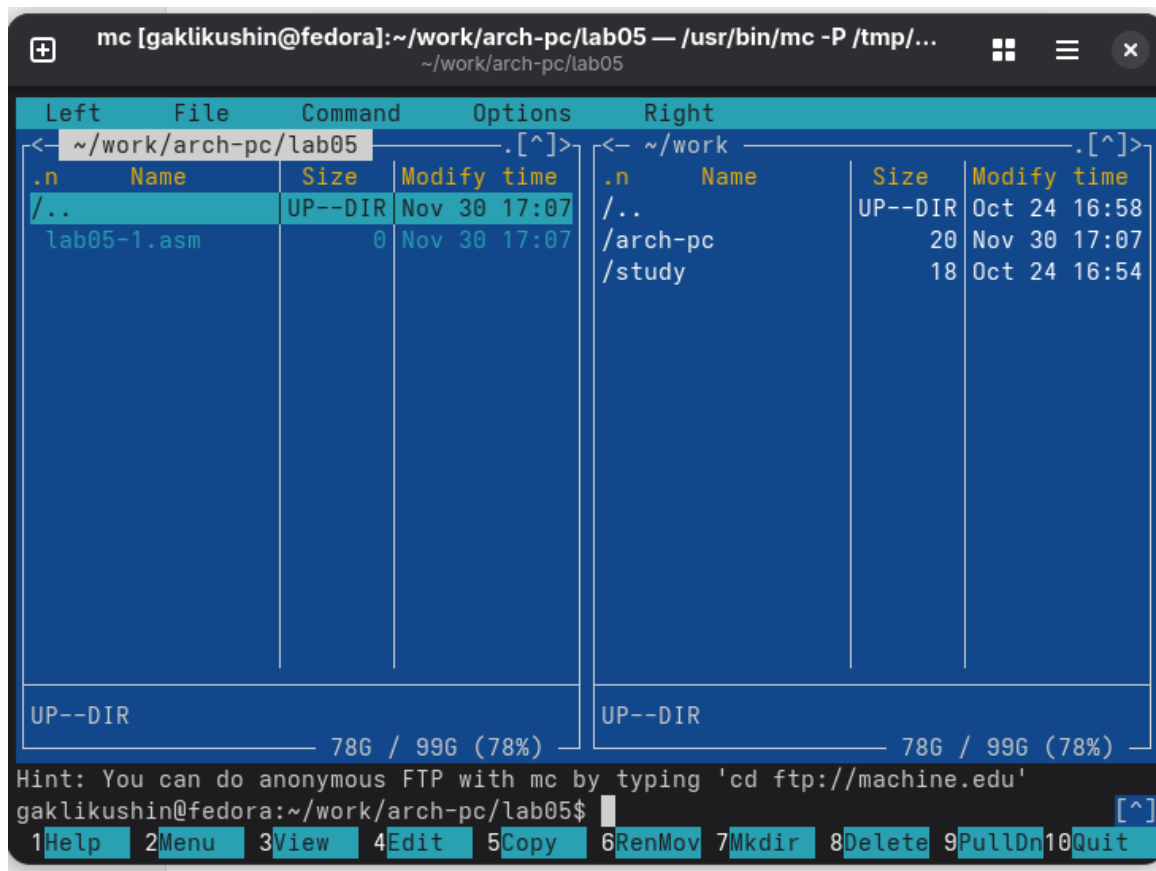 mc [gaklikushin@fedora]:~/work/arch-pc/lab05 — /usr/bin/mc -P /tmp/…
~/work/arch-pc/lab05
Left File Command Options Right
<─ ~/work/arch-pc/lab05 ─.[^]> <─ ~/work ─.[^]>
.n Name Size Modify time .n Name Size Modify time
/.. UP--DIR Nov 30 17:07 /.. UP--DIR Oct 24 16:58
lab05-1.asm 0 Nov 30 17:07 /arch-pc 20 Nov 30 17:07
/study 18 Oct 24 16:54
UP--DIR UP--DIR
78G / 99G (78%) 78G / 99G (78%)
Hint: You can do anonymous FTP with mc by typing 'cd ftp://machine.edu'
gaklikushin@fedora:~/work/arch-pc/lab05$ [^]
1Help 2Menu 3View 4Edit 5Copy 6RenMov 7Mkdir 8Delete 9PullDn 10Quit